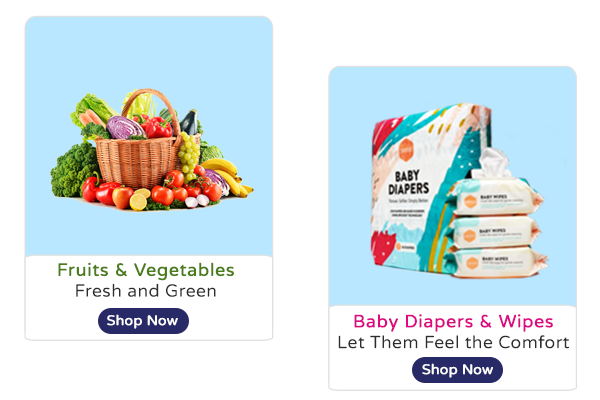 Fruits & Vegetables
Fresh and Green
Shop Now
BABY
DIAPERS
BABY WIPES
BABY WIPES
BABY WIPES
Baby Diapers & Wipes
Let Them Feel the Comfort
Shop Now